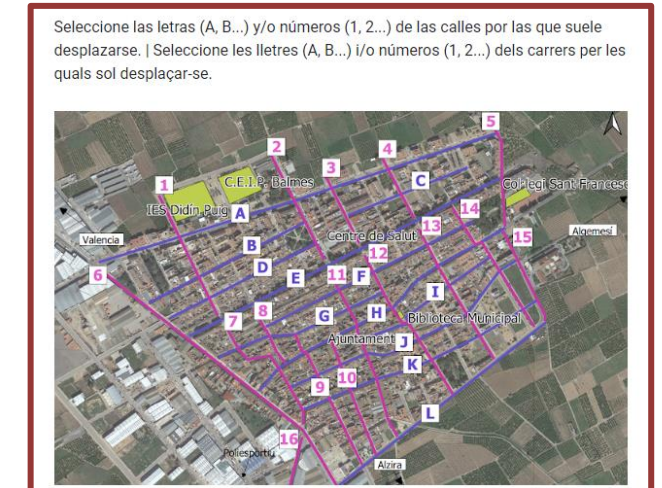 Seleccione las letras (A, B...) y/o números (1, 2...) de las calles por las que suele
desplazarse. | Seleccione les lletres (A, B...) i/o números (1, 2...) dels carrers per les
quals sol desplaçar-se.
5
2
4
3
1
C.E.I.P. Balmes
C
Col·legi Sant Francesc
IES Didín Puig
A
14
13
Centre de Salut
Valencia
B
15
Algemesí
12
D
6
E
11
F
I
8
7
G
H
Biblioteca Municipal
Ajuntament
J
K
9
10
L
16
Poliesportiu
Alzira